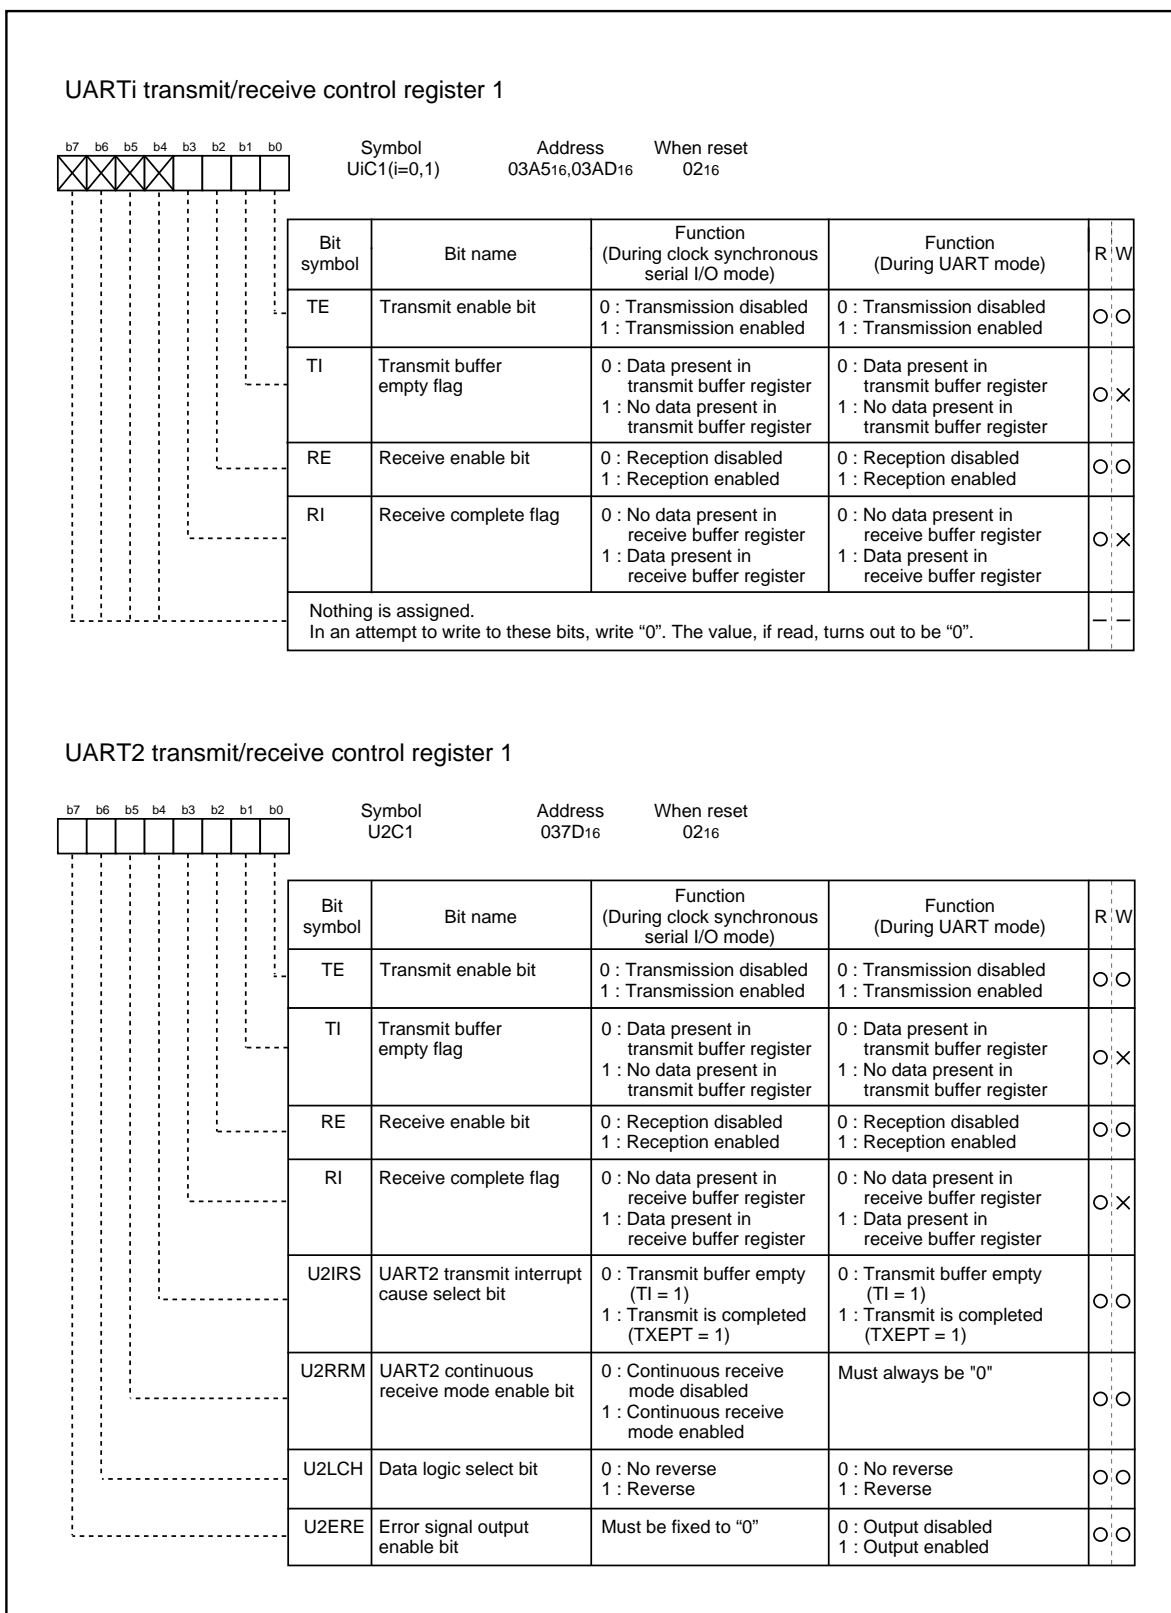 UARTi transmit/receive control register 1
b7 b6 b5 b4 b3 b2 b1 b0
Symbol Address When reset
UiC1(i=0,1) 03A516,03AD16 0216
Bit symbol Bit name Function (During clock synchronous serial I/O mode) Function (During UART mode) R W
TE Transmit enable bit 0 : Transmission disabled 0 : Transmission disabled
1 : Transmission enabled 1 : Transmission enabled
TI Transmit buffer 0 : Data present in 0 : Data present in
empty flag transmit buffer register transmit buffer register
1 : No data present in 1 : No data present in
transmit buffer register transmit buffer register
RE Receive enable bit 0 : Reception disabled 0 : Reception disabled
1 : Reception enabled 1 : Reception enabled
RI Receive complete flag 0 : No data present in 0 : No data present in
receive buffer register receive buffer register
1 : Data present in 1 : Data present in
receive buffer register receive buffer register
Nothing is assigned.
In an attempt to write to these bits, write “0”. The value, if read, turns out to be “0”.
UART2 transmit/receive control register 1
b7 b6 b5 b4 b3 b2 b1 b0
Symbol Address When reset
U2C1 037D16 0216
Bit symbol Bit name Function (During clock synchronous serial I/O mode) Function (During UART mode) R W
TE Transmit enable bit 0 : Transmission disabled 0 : Transmission disabled
1 : Transmission enabled 1 : Transmission enabled
TI Transmit buffer 0 : Data present in 0 : Data present in
empty flag transmit buffer register transmit buffer register
1 : No data present in 1 : No data present in
transmit buffer register transmit buffer register
RE Receive enable bit 0 : Reception disabled 0 : Reception disabled
1 : Reception enabled 1 : Reception enabled
RI Receive complete flag 0 : No data present in 0 : No data present in
receive buffer register receive buffer register
1 : Data present in 1 : Data present in
receive buffer register receive buffer register
U2IRS UART2 transmit interrupt 0 : Transmit buffer empty 0 : Transmit buffer empty
cause select bit (TI = 1) (TI = 1)
1 : Transmit is completed 1 : Transmit is completed
(TXEPT = 1) (TXEPT = 1)
U2RRM UART2 continuous 0 : Continuous receive Must always be "0"
receive mode enable bit mode disabled
1 : Continuous receive
mode enabled
U2LCH Data logic select bit 0 : No reverse 0 : No reverse
1 : Reverse 1 : Reverse
U2ERE Error signal output Must be fixed to “0” 0 : Output disabled
enable bit 1 : Output enabled